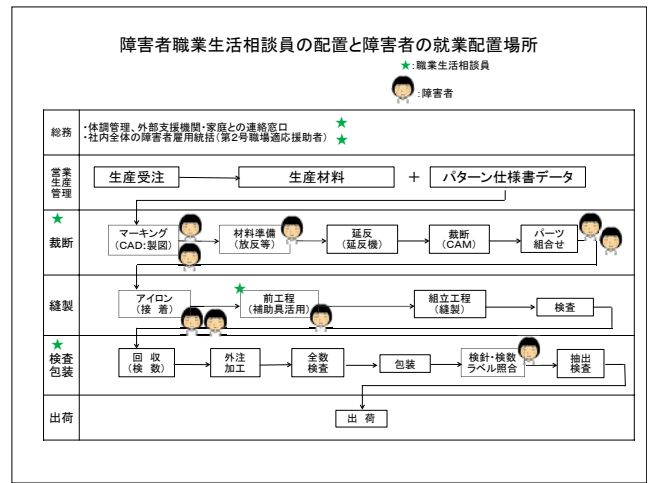 障害者職業生活相談員の配置と障害者の就業配置場所
★:職業生活相談員
:障害者
総務
・体調管理、外部支援機関・家庭との連絡窓口 ★
・社内全体の障害者雇用統括(第2号職場適応援助者) ★
営業
生産
管理
生産受注
生産材料
+
パターン仕様書データ
★
裁断
マーキング
(CAD:製図)
材料準備
(放反等)
延反
(延反機)
裁断
(CAM)
パーツ
組合せ
縫製
アイロン
(接着)
★
前工程
(補助具活用)
組立工程
(縫製)
検査
★
検査
包装
回収
(検数)
外注
加工
全数
検査
包装
検針・検数
ラベル照合
抽出
検査
出荷
出 荷